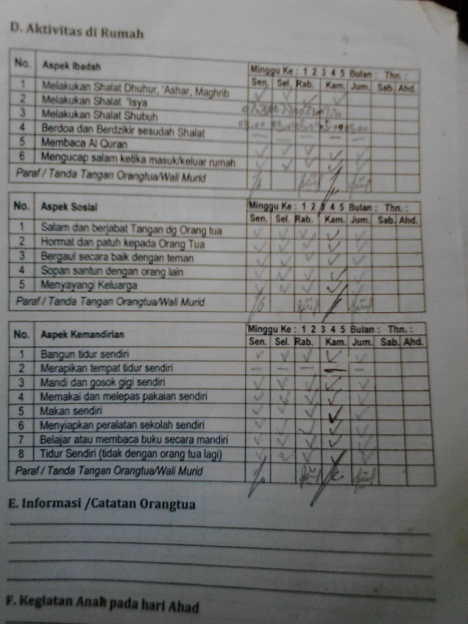 D. Aktivitas di Rumah
No. Aspek Ibadah Minggu Ke : 1 2 3 4 5 Bulan : Thn. :
Sen. Sel. Rab. Kam. Jum. Sab. Ahd.
1 Melakukan Shalat Dhuhur, 'Ashar, Maghrib
2 Melakukan Shalat 'Isya
3 Melakukan Shalat Shubuh
4 Berdoa dan Berdzikir sesudah Shalat
5 Membaca Al Quran
6 Mengucap salam ketika masuk/keluar rumah
Paraf / Tanda Tangan Orangtua/Wali Murid
No. Aspek Sosial Minggu Ke : 1 2 3 4 5 Bulan : Thn. :
Sen. Sel. Rab. Kam. Jum. Sab. Ahd.
1 Salam dan berjabat Tangan dg Orang tua
2 Hormat dan patuh kepada Orang Tua
3 Bergaul secara baik dengan teman
4 Sopan santun dengan orang lain
5 Menyayangi Keluarga
Paraf / Tanda Tangan Orangtua/Wali Murid
No. Aspek Kemandirian Minggu Ke : 1 2 3 4 5 Bulan : Thn. :
Sen. Sel. Rab. Kam. Jum. Sab. Ahd.
1 Bangun tidur sendiri
2 Merapikan tempat tidur sendiri
3 Mandi dan gosok gigi sendiri
4 Memakai dan melepas pakaian sendiri
5 Makan sendiri
6 Menyiapkan peralatan sekolah sendiri
7 Belajar atau membaca buku secara mandiri
8 Tidur Sendiri (tidak dengan orang tua lagi)
Paraf / Tanda Tangan Orangtua/Wali Murid
E. Informasi /Catatan Orangtua
F. Kegiatan Anak pada hari Ahad